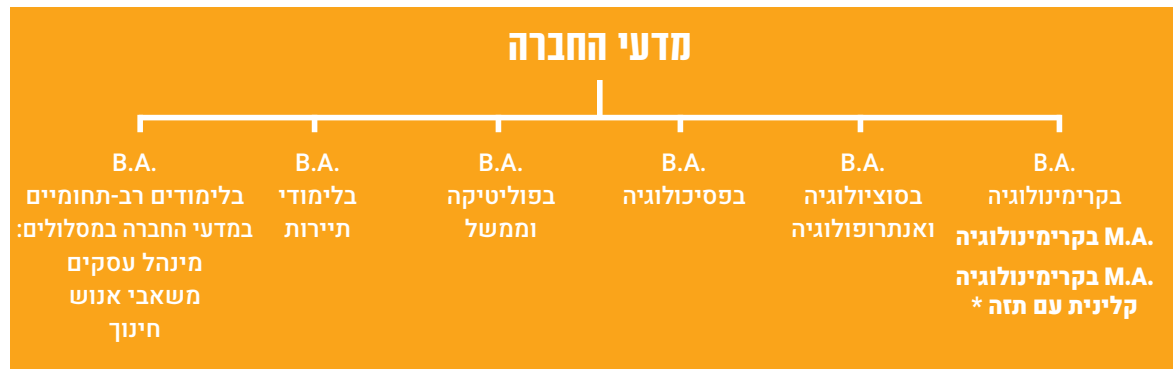 מדעי החברה
B.A.
בקרימינולוגיה
M.A. בקרימינולוגיה
M.A. בקרימינולוגיה
קלינית עם תזה *
B.A.
בסוציולוגיה
ואנתרופולוגיה
B.A.
בפסיכולוגיה
B.A.
בפוליטיקה
וממשל
B.A.
בלימודי
תיירות
B.A.
בלימודים רב-תחומיים
במדעי החברה במסלולים:
מינהל עסקים
משאבי אנוש
חינוך